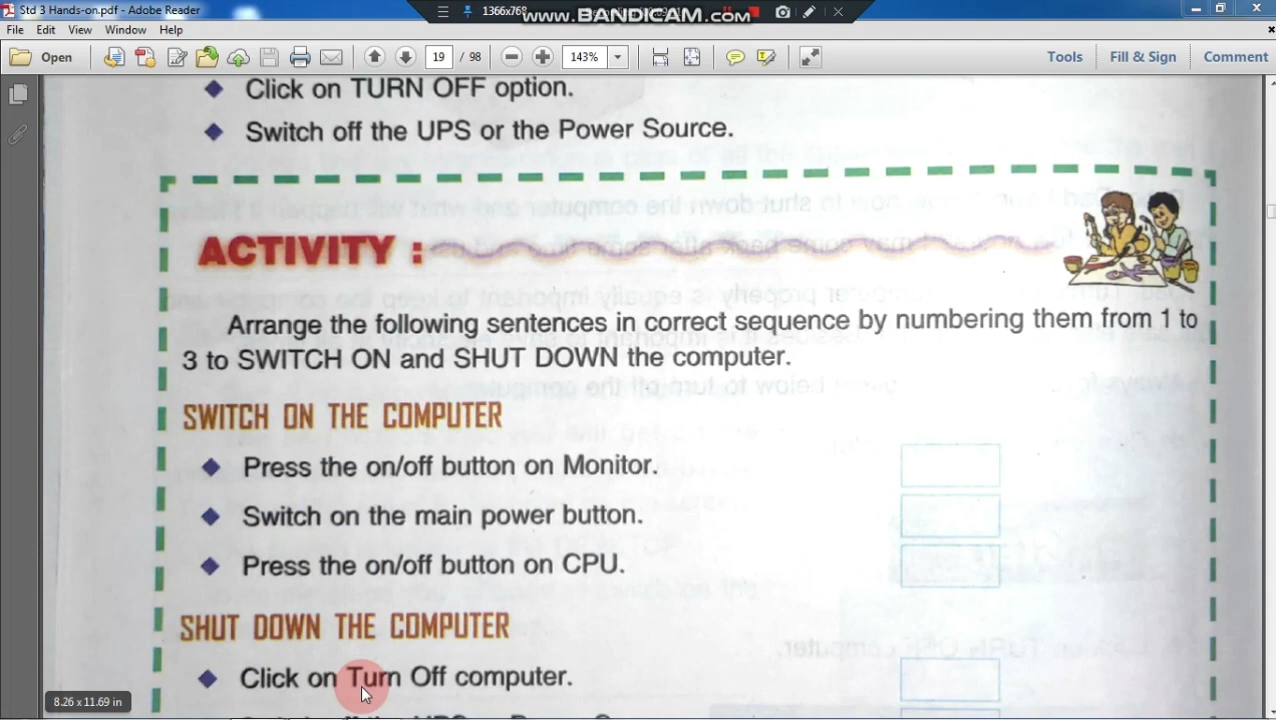 Std 3 Hands-on.pdf - Adobe Reader
1366x768
www.BANDICAM.com
File Edit View Window Help
Open 19 / 98 143% Tools Fill & Sign Comment
Click on TURN OFF option.
Switch off the UPS or the Power Source.
ACTIVITY :
Arrange the following sentences in correct sequence by numbering them from 1 to
3 to SWITCH ON and SHUT DOWN the computer.
SWITCH ON THE COMPUTER
Press the on/off button on Monitor.
Switch on the main power button.
Press the on/off button on CPU.
SHUT DOWN THE COMPUTER
Click on Turn Off computer.
8.26 x 11.69 in